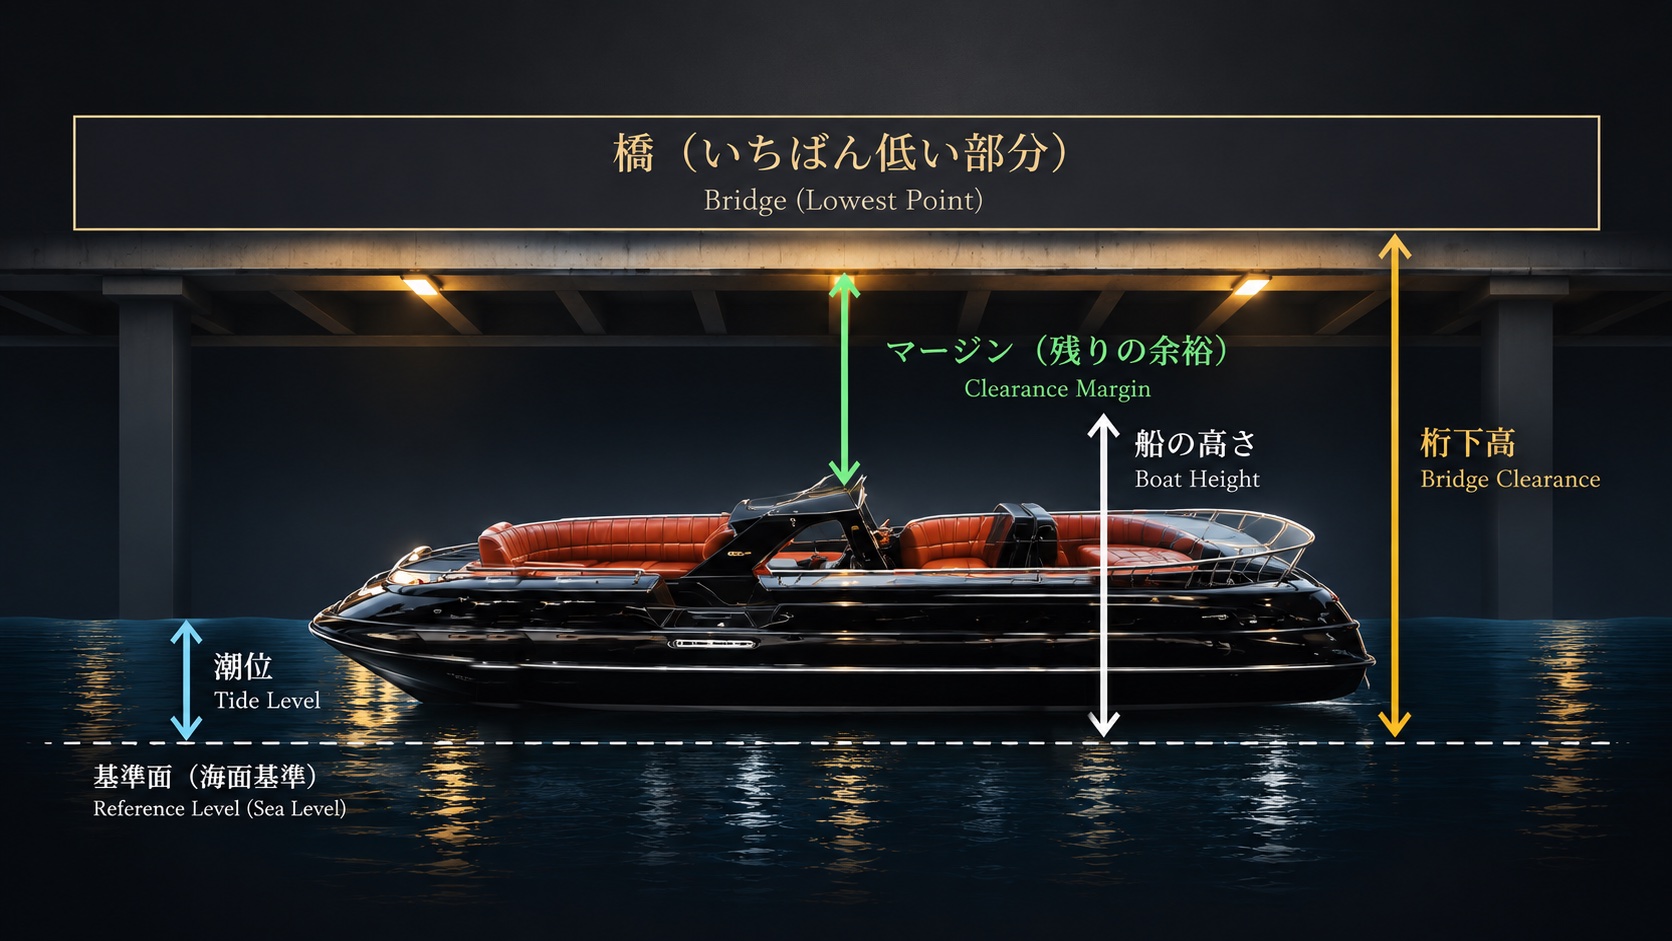 橋（いちばん低い部分）
Bridge (Lowest Point)
マージン（残りの余裕）
Clearance Margin
船の高さ
Boat Height
桁下高
Bridge Clearance
潮位
Tide Level
基準面（海面基準）
Reference Level (Sea Level)